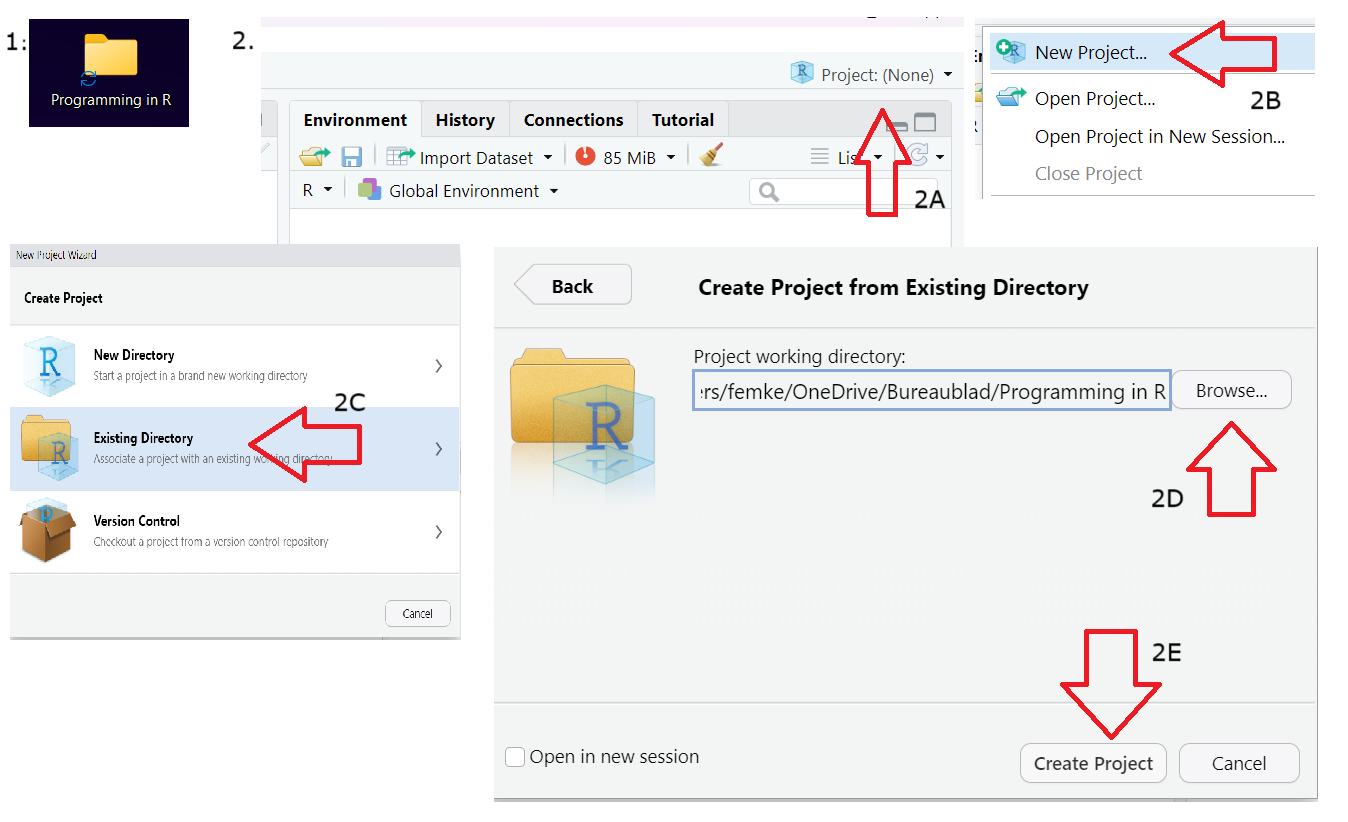 1:
Programming in R
2.
Project: (None)
Environment History Connections Tutorial
Import Dataset 85 MiB
R Global Environment
2A
New Project...
2B
Open Project...
Open Project in New Session...
Close Project
New Project Wizard
Create Project
New Directory
Start a project in a brand new working directory
2C
Existing Directory
Associate a project with an existing working directory
Version Control
Checkout a project from a version control repository
Cancel
Back
Create Project from Existing Directory
Project working directory:
ers/femke/OneDrive/Bureaublad/Programming in R
Browse...
2D
2E
Open in new session
Create Project
Cancel